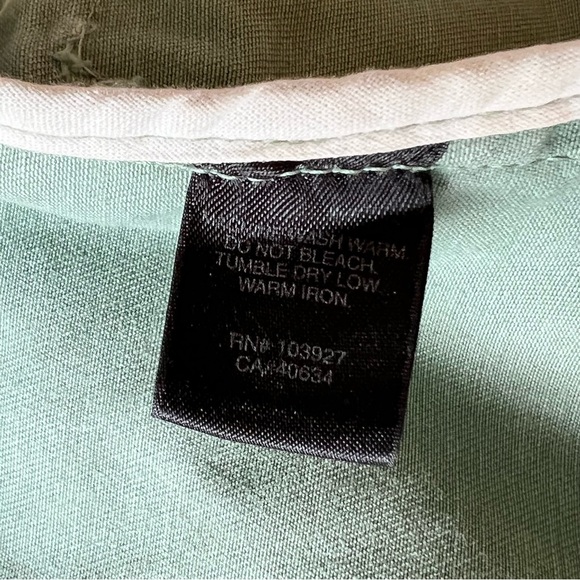 WASH WARM.
DO NOT BLEACH.
TUMBLE DRY LOW.
WARM IRON.
RN# 103927
CA#40634